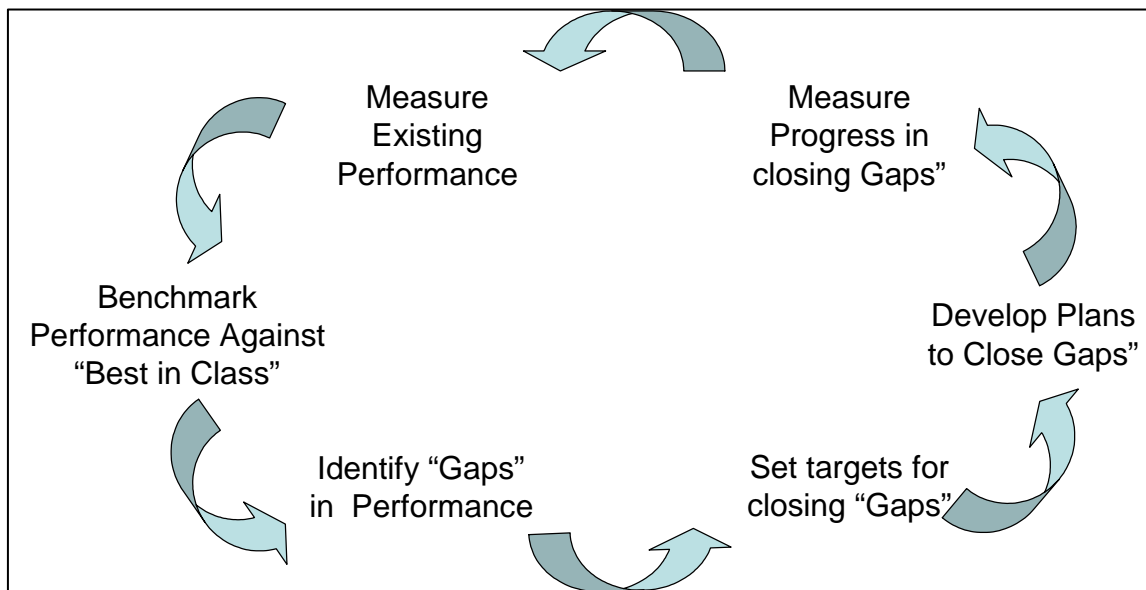 Measure
Existing
Performance
Measure
Progress in
closing Gaps”
Benchmark
Performance Against
“Best in Class”
Develop Plans
to Close Gaps”
Identify “Gaps”
in  Performance
Set targets for
closing “Gaps”